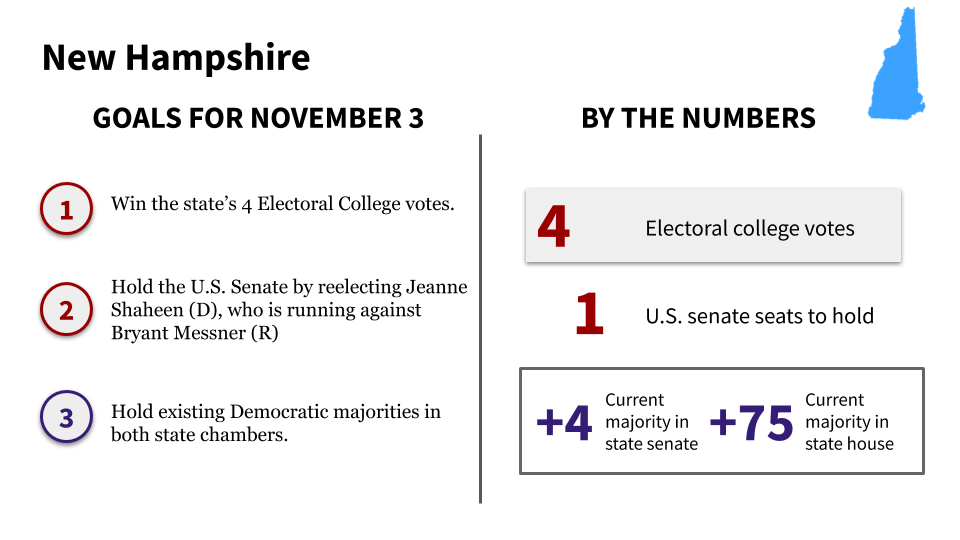 New Hampshire
GOALS FOR NOVEMBER 3
1
Win the state’s 4 Electoral College votes.
2
Hold the U.S. Senate by reelecting Jeanne
Shaheen (D), who is running against
Bryant Messner (R)
3
Hold existing Democratic majorities in
both state chambers.
BY THE NUMBERS
4
Electoral college votes
1
U.S. senate seats to hold
+4
Current
majority in
state senate
+75
Current
majority in
state house